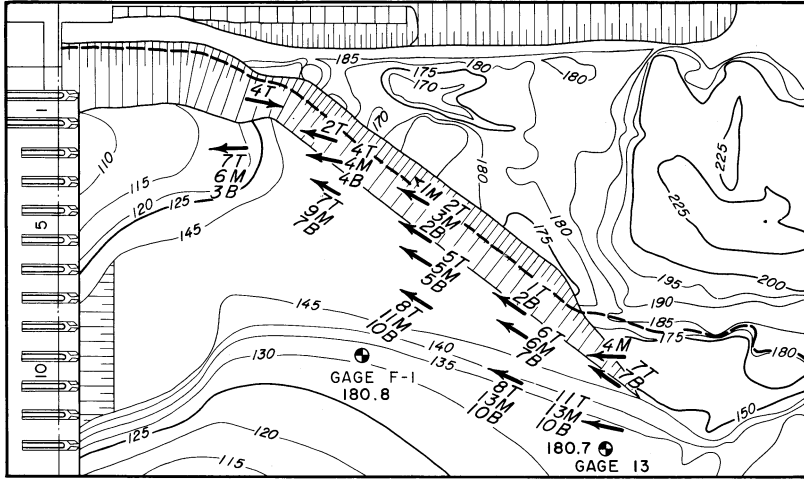 185
175
180
170
180
170
225
225
4T
2T
4T
4M
4B
1
110
115
120
125
145
7T
6M
3B
7T
9M
7B
1M
2T
3M
2B
180
180
175
195
200
190
185
175
180
5
5T
5M
5B
1T
2B
8T
11M
10B
6T
6M
7B
4M
7T
7B
145
140
135
130
10
GAGE F-1
180.8
8T
13M
10B
11T
13M
10B
150
125
120
115
180.7
GAGE 13